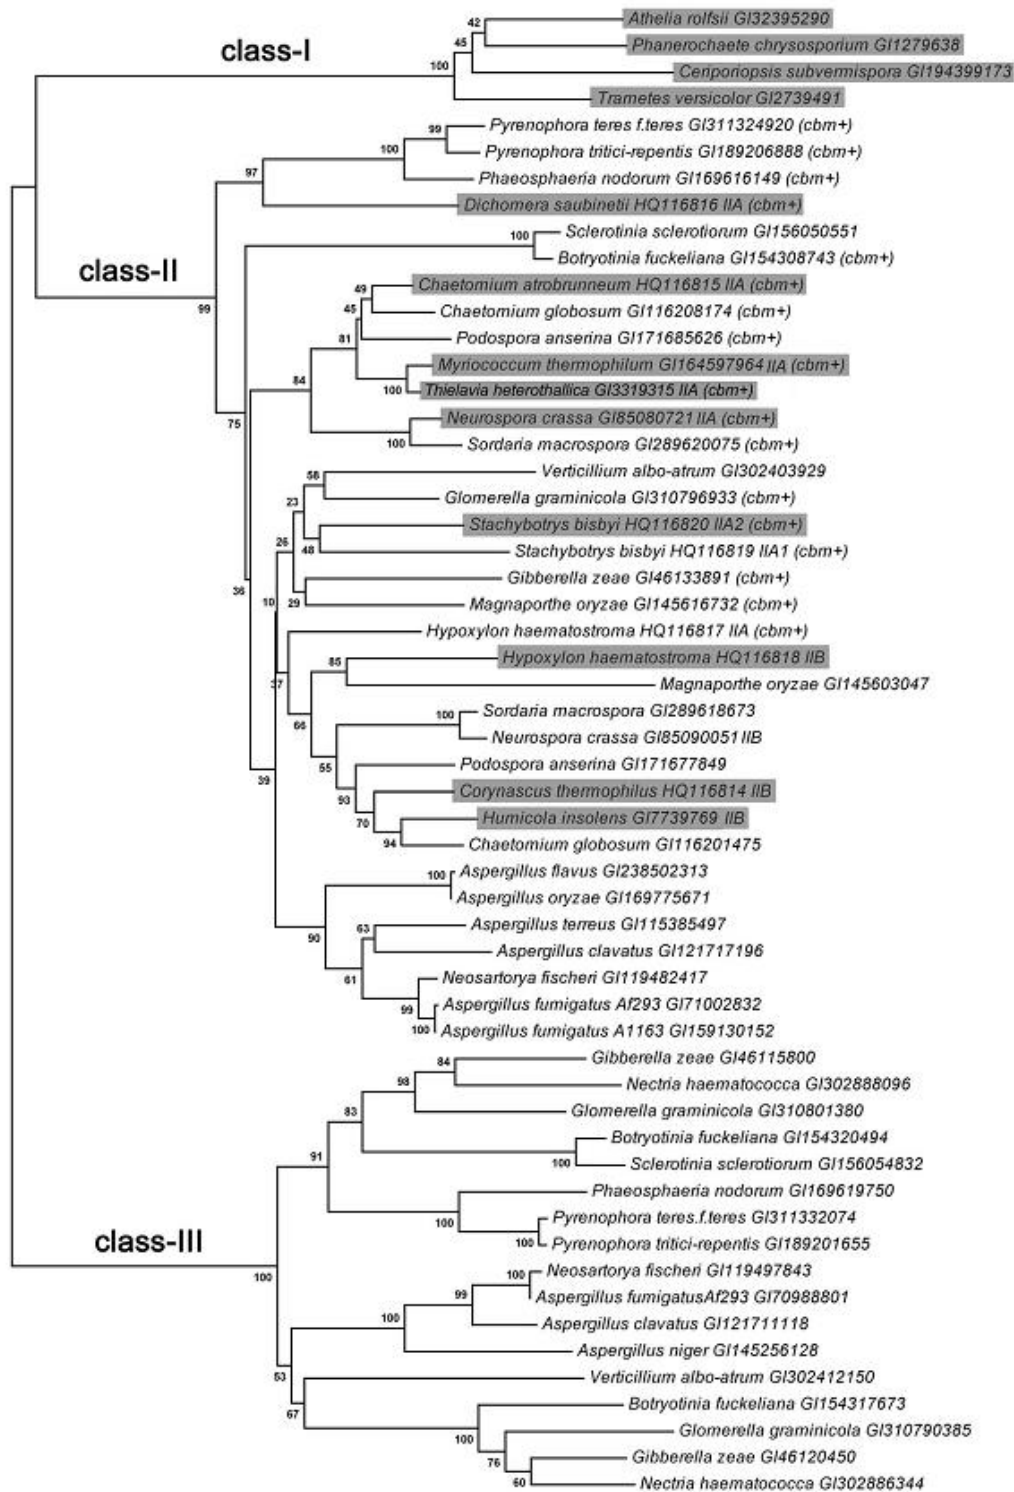 class-I
42
Athelia rolfsii GI32395290
45
Phanerochaete chrysosporium GI1279638
100
Ceriporiopsis subvermispora GI194399173
Trametes versicolor GI2739491
99
Pyrenophora teres f.teres GI311324920 (cbm+)
100
Pyrenophora tritici-repentis GI189206888 (cbm+)
97
Phaeosphaeria nodorum GI169616149 (cbm+)
Dichomera saubinetii HQ116816 IIA (cbm+)
100
Sclerotinia sclerotiorum GI156050551
Botryotinia fuckeliana GI154308743 (cbm+)
class-II
99
49
Chaetomium atrobrunneum HQ116815 IIA (cbm+)
45
Chaetomium globosum GI116208174 (cbm+)
81
Podospora anserina GI171685626 (cbm+)
Myriococcum thermophilum GI164597964 IIA (cbm+)
84
100
Thielavia heterothallica GI3319315 IIA (cbm+)
75
Neurospora crassa GI85080721 IIA (cbm+)
100
Sordaria macrospora GI289620075 (cbm+)
58
Verticillium albo-atrum GI302403929
23
Glomerella graminicola GI310796933 (cbm+)
26
Stachybotrys bisbyi HQ116820 IIA2 (cbm+)
48
Stachybotrys bisbyi HQ116819 IIA1 (cbm+)
36
Gibberella zeae GI46133891 (cbm+)
10
29
Magnaporthe oryzae GI145616732 (cbm+)
Hypoxylon haematostroma HQ116817 IIA (cbm+)
37
85
Hypoxylon haematostroma HQ116818 IIB
Magnaporthe oryzae GI145603047
66
100
Sordaria macrospora GI289618673
Neurospora crassa GI85090051 IIB
55
Podospora anserina GI171677849
39
93
Corynascus thermophilus HQ116814 IIB
70
Humicola insolens GI7739769 IIB
94
Chaetomium globosum GI116201475
100
Aspergillus flavus GI238502313
Aspergillus oryzae GI169775671
90
63
Aspergillus terreus GI115385497
Aspergillus clavatus GI121717196
61
Neosartorya fischeri GI119482417
99
Aspergillus fumigatus Af293 GI71002832
100
Aspergillus fumigatus A1163 GI159130152
84
Gibberella zeae GI46115800
98
Nectria haematococca GI302888096
83
Glomerella graminicola GI310801380
Botryotinia fuckeliana GI154320494
91
100
Sclerotinia sclerotiorum GI156054832
Phaeosphaeria nodorum GI169619750
100
Pyrenophora teres.f.teres GI311332074
100
Pyrenophora tritici-repentis GI189201655
class-III
100
100
Neosartorya fischeri GI119497843
99
Aspergillus fumigatusAf293 GI70988801
100
Aspergillus clavatus GI121711118
Aspergillus niger GI145256128
53
Verticillium albo-atrum GI302412150
67
Botryotinia fuckeliana GI154317673
100
Glomerella graminicola GI310790385
76
Gibberella zeae GI46120450
60
Nectria haematococca GI302886344